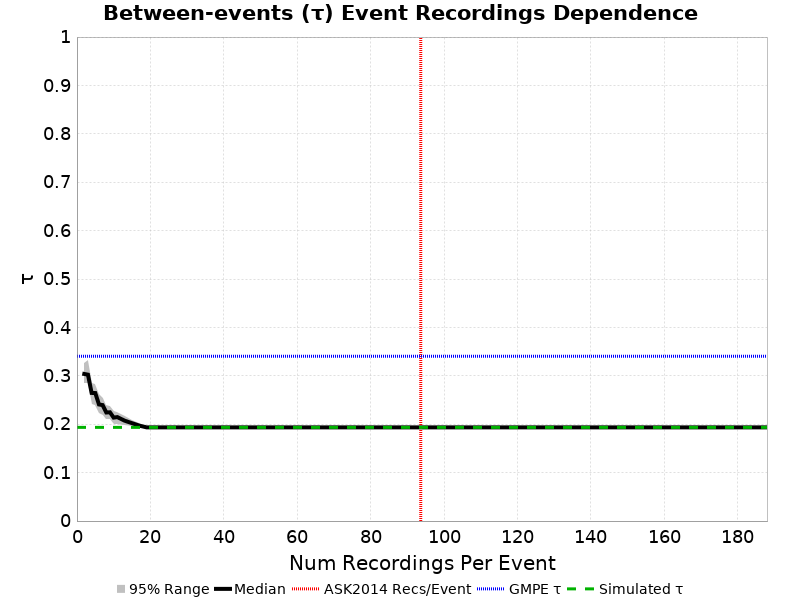 Between-events (τ) Event Recordings Dependence
1
0.9
0.8
0.7
0.6
0.5
0.4
0.3
0.2
0.1
0
τ
0 20 40 60 80 100 120 140 160 180
Num Recordings Per Event
95% Range Median ASK2014 Recs/Event GMPE τ Simulated τ